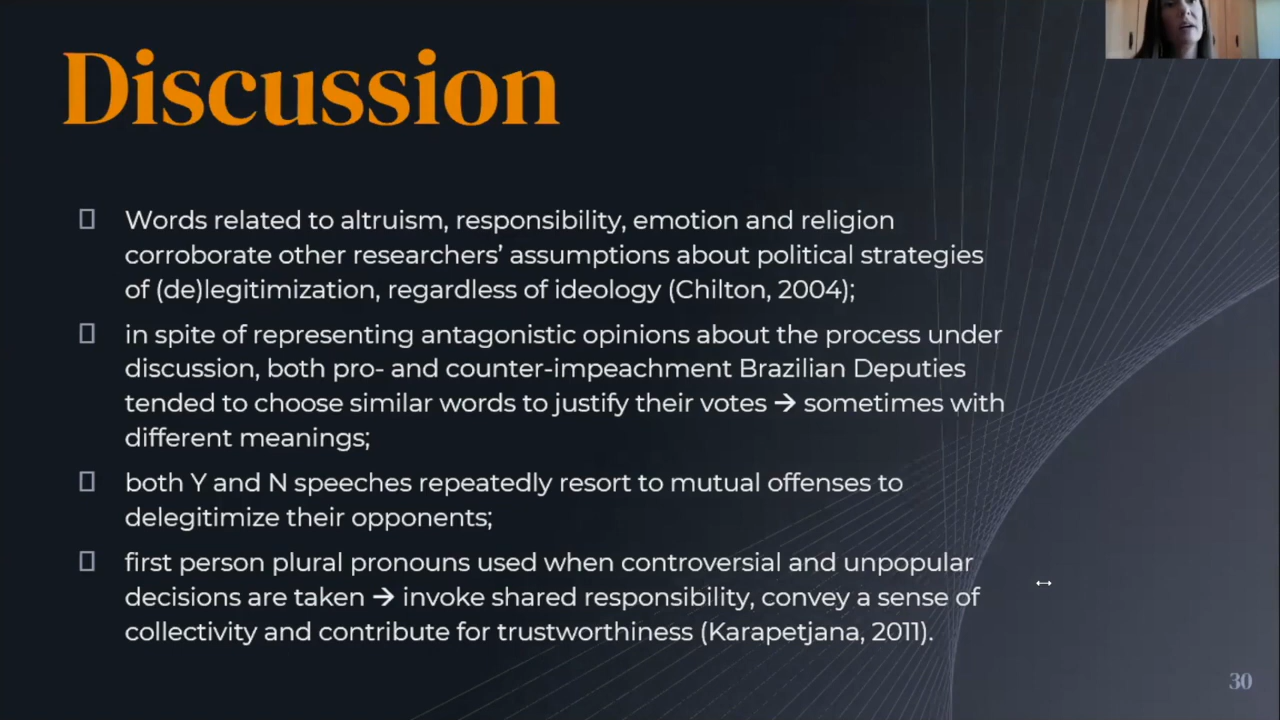 Discussion
Words related to altruism, responsibility, emotion and religion
corroborate other researchers’ assumptions about political strategies
of (de)legitimization, regardless of ideology (Chilton, 2004);
in spite of representing antagonistic opinions about the process under
discussion, both pro- and counter-impeachment Brazilian Deputies
tended to choose similar words to justify their votes → sometimes with
different meanings;
both Y and N speeches repeatedly resort to mutual offenses to
delegitimize their opponents;
first person plural pronouns used when controversial and unpopular
decisions are taken → invoke shared responsibility, convey a sense of
collectivity and contribute for trustworthiness (Karapetjana, 2011).
30